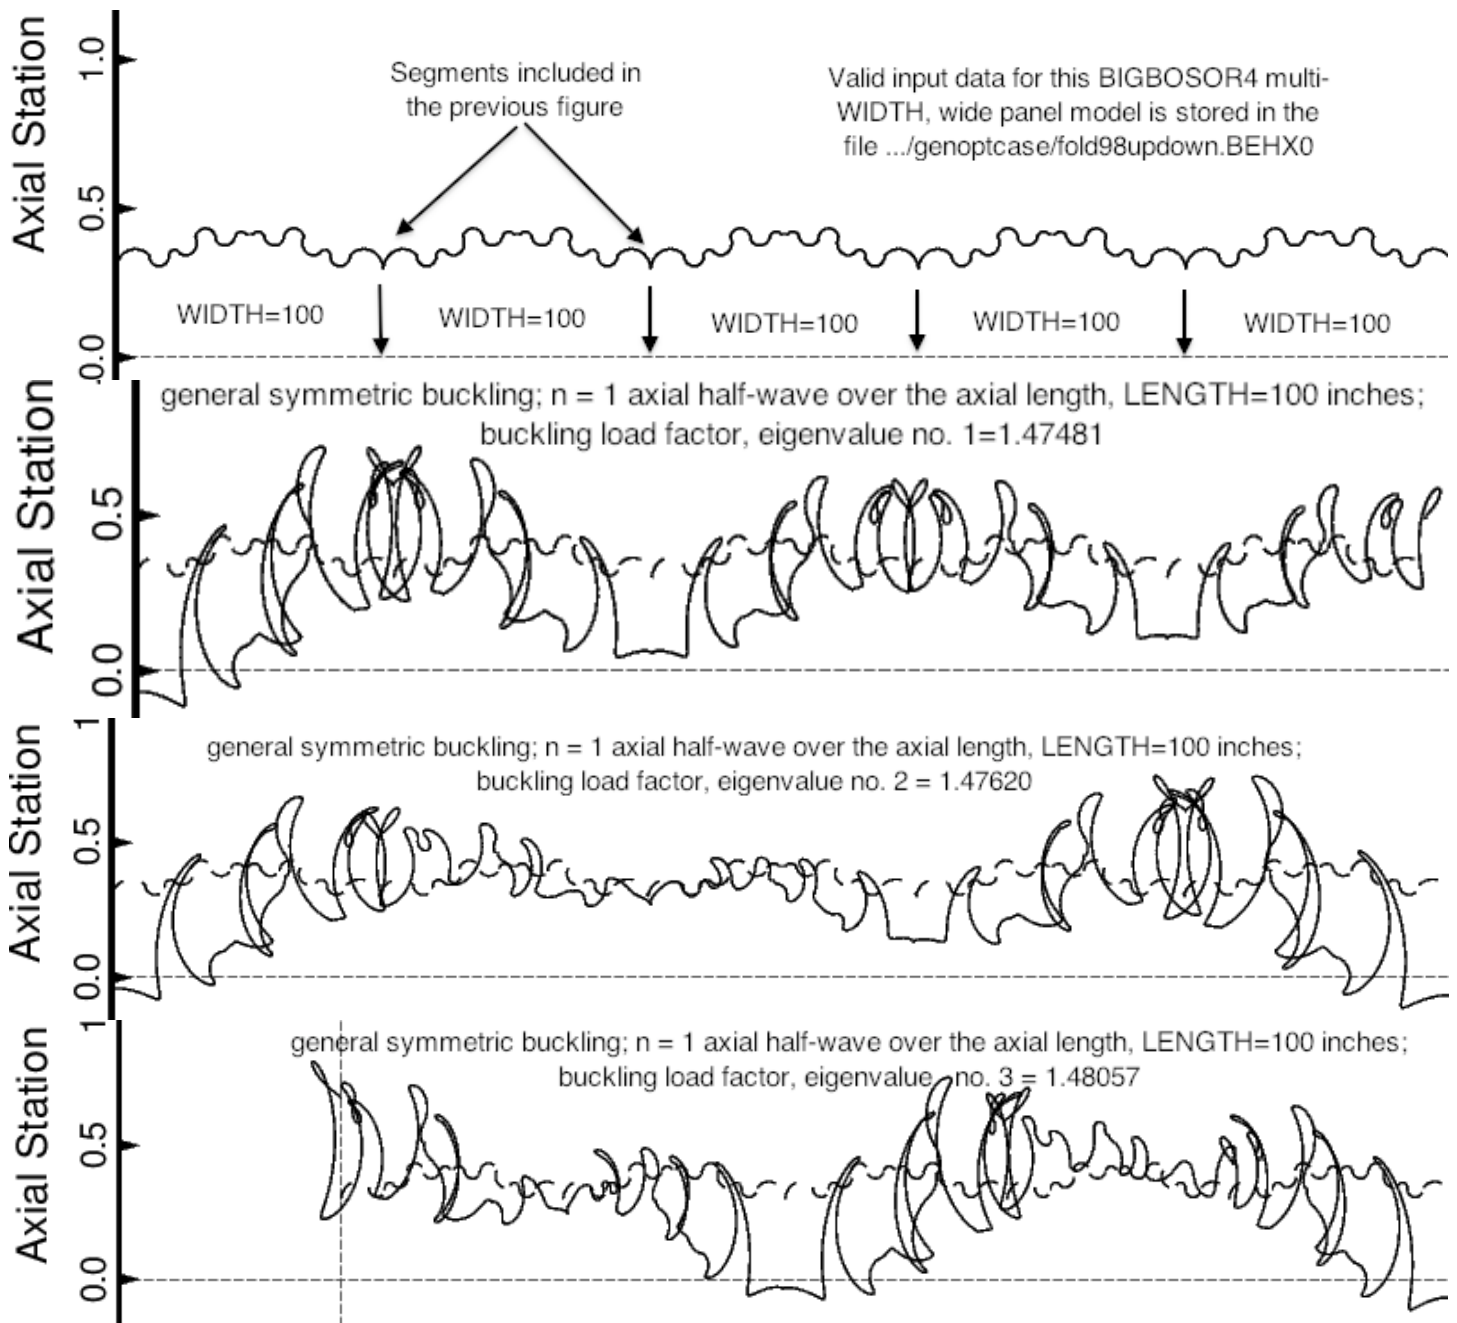 Axial Station
1.0
0.5
.0.0
Segments included in
the previous figure
Valid input data for this BIGBOSOR4 multi-
WIDTH, wide panel model is stored in the
file .../genoptcase/fold98updown.BEHX0
WIDTH=100
WIDTH=100
WIDTH=100
WIDTH=100
WIDTH=100
Axial Station
0.5
0.0
general symmetric buckling; n = 1 axial half-wave over the axial length, LENGTH=100 inches;
buckling load factor, eigenvalue no. 1=1.47481
Axial Station
1
0.5
0.0
general symmetric buckling; n = 1 axial half-wave over the axial length, LENGTH=100 inches;
buckling load factor, eigenvalue no. 2 = 1.47620
Axial Station
1
0.5
0.0
general symmetric buckling; n = 1 axial half-wave over the axial length, LENGTH=100 inches;
buckling load factor, eigenvalue no. 3 = 1.48057